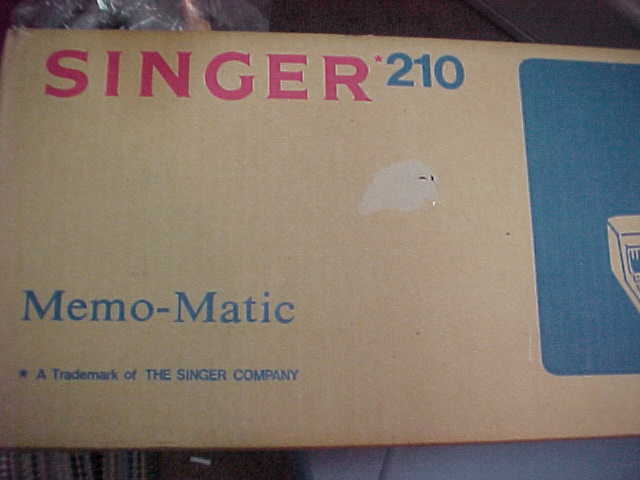 SINGER*210
Memo-Matic
* A Trademark of THE SINGER COMPANY